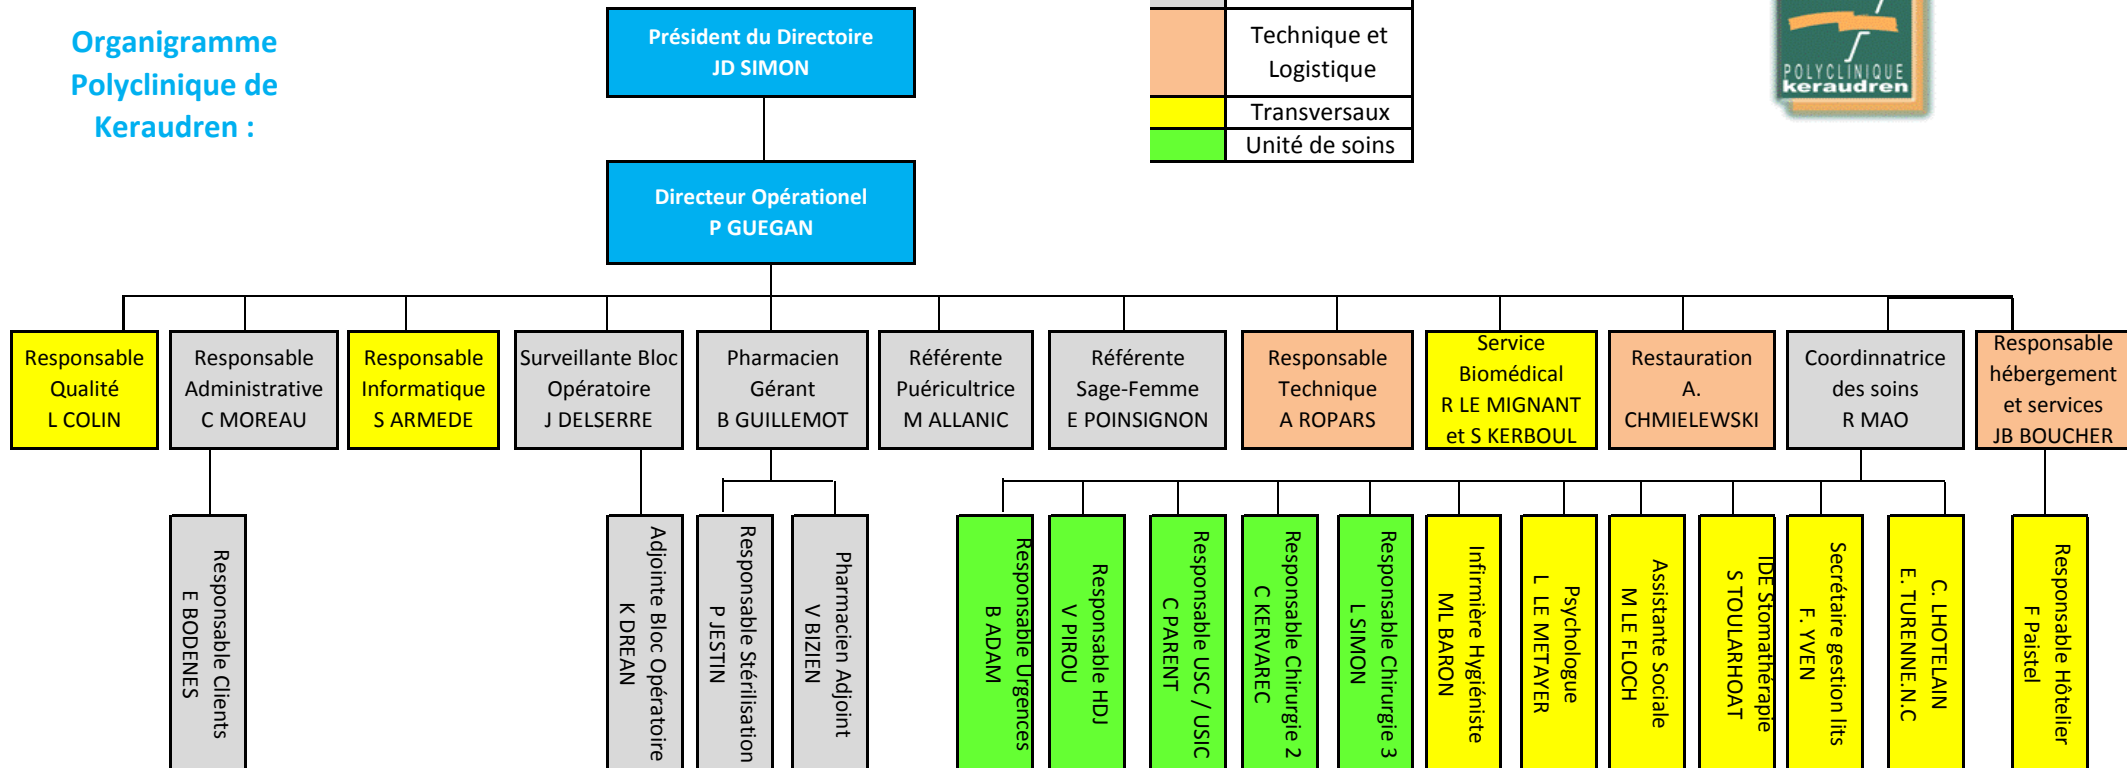 Organigramme
Polyclinique de
Keraudren :
Président du Directoire
JD SIMON
Technique et
Logistique
Transversaux
Unité de soins
POLYCLINIQUE
keraudren
Directeur Opérationel
P GUEGAN
Responsable
Qualité
L COLIN
Responsable
Administrative
C MOREAU
Responsable
Informatique
S ARMEDE
Surveillante Bloc
Opératoire
J DELSERRE
Pharmacien
Gérant
B GUILLEMOT
Référente
Puéricultrice
M ALLANIC
Référente
Sage-Femme
E POINSIGNON
Responsable
Technique
A ROPARS
Service
Biomédical
R LE MIGNANT
et S KERBOUL
Restauration
A.
CHMIELEWSKI
Coordinnatrice
des soins
R MAO
Responsable
hébergement
et services
JB BOUCHER
Responsable Clients
E BODENES
Adjointe Bloc Opératoire
K DREAN
Responsable Stérilisation
P JESTIN
Pharmacien Adjoint
V BIZIEN
Responsable Urgences
B ADAM
Responsable HDJ
V PIROU
Responsable USC / USIC
C PARENT
Responsable Chirurgie 2
C KERVAREC
Responsable Chirurgie 3
L SIMON
Infirmière Hygiéniste
ML BARON
Psychologue
L LE METAYER
Assistante Sociale
M LE FLOCH
IDE Stomathérapie
S TOULARHOAT
Secrétaire gestion lits
F. YVEN
C. LHOTELAIN
E. TURENNE.N.C
Responsable Hôtelier
F Paistel